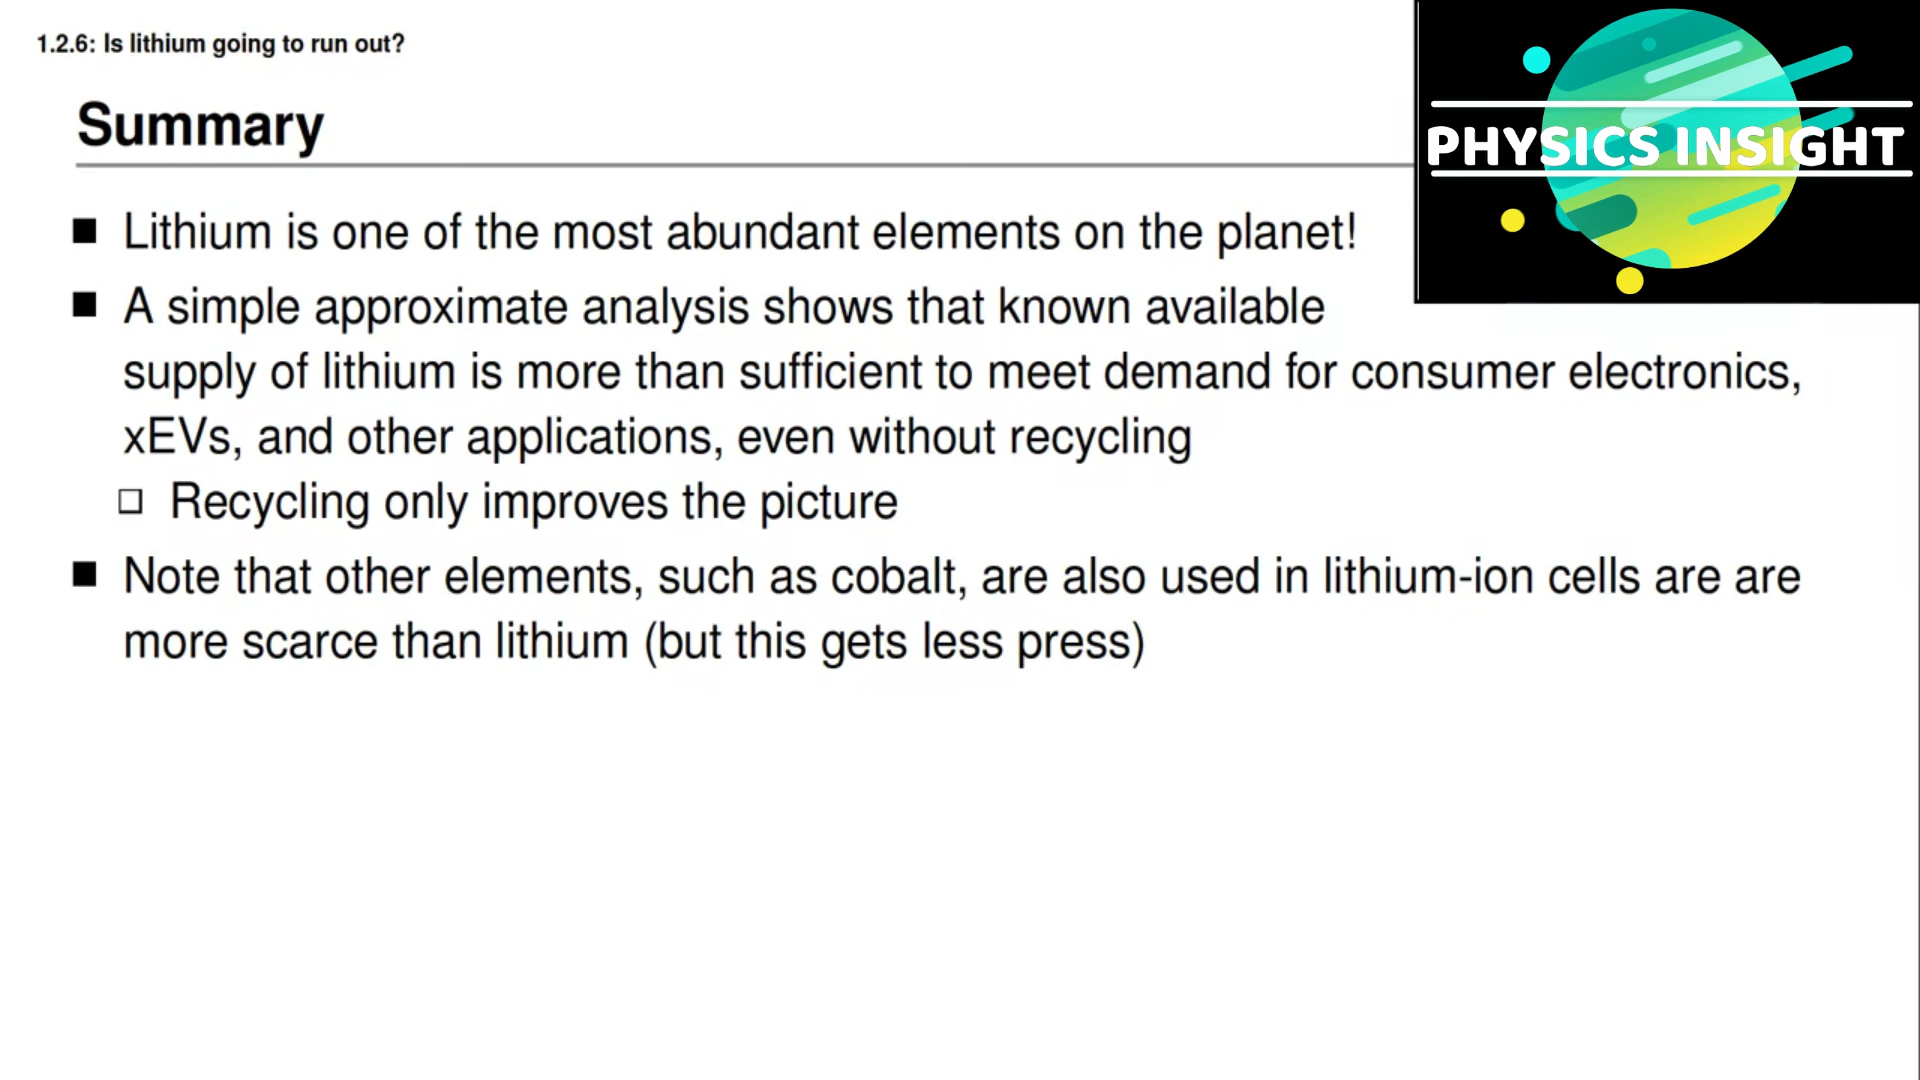 1.2.6: Is lithium going to run out?
PHYSICS INSIGHT
Summary
Lithium is one of the most abundant elements on the planet!
A simple approximate analysis shows that known available
supply of lithium is more than sufficient to meet demand for consumer electronics,
xEVs, and other applications, even without recycling
Recycling only improves the picture
Note that other elements, such as cobalt, are also used in lithium-ion cells are are
more scarce than lithium (but this gets less press)